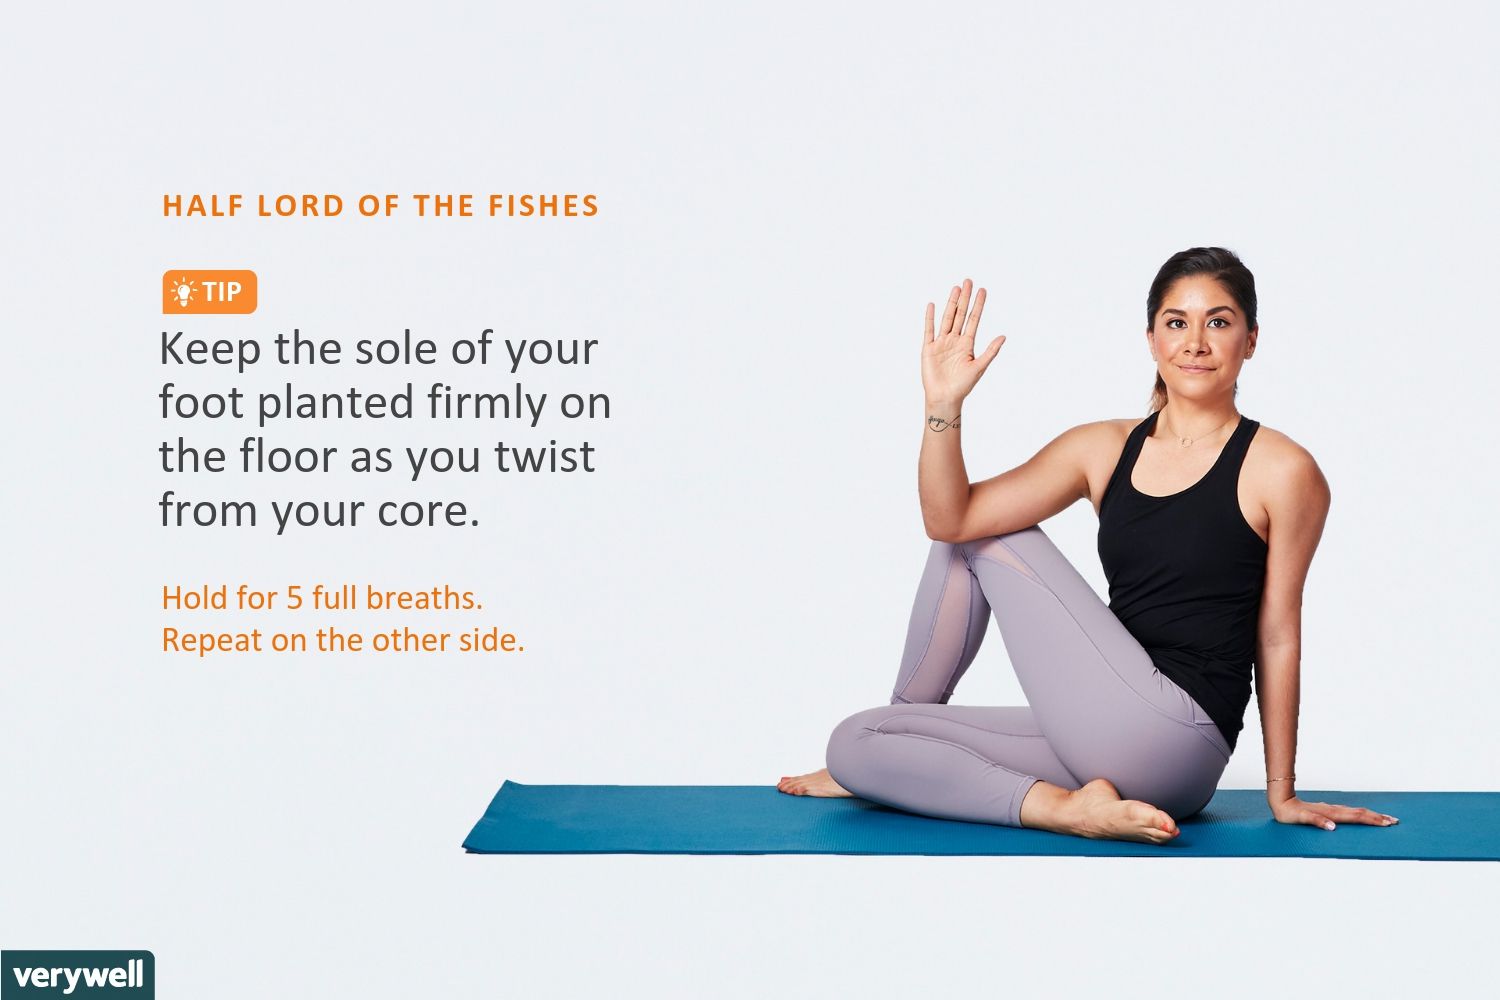 HALF LORD OF THE FISHES
TIP
Keep the sole of your
foot planted firmly on
the floor as you twist
from your core.
Hold for 5 full breaths.
Repeat on the other side.
verywell